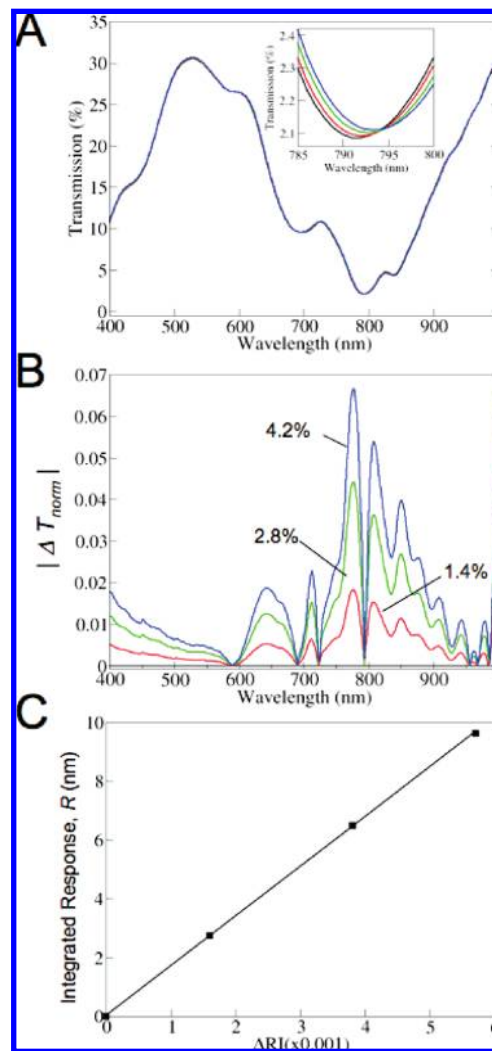 A
35
30
25
20
15
10
5
0
Transmission (%)
400 500 600 700 800 900
Wavelength (nm)
2.4
2.3
2.2
2.1
Transmission (%)
785 790 795 800
Wavelength (nm)
B
0.07
0.06
0.05
0.04
0.03
0.02
0.01
0
| Δ T_norm |
4.2%
2.8%
1.4%
400 500 600 700 800 900
Wavelength (nm)
C
10
8
6
4
2
0
Integrated Response, R (nm)
0 1 2 3 4 5 6
ΔRI(x0.001)